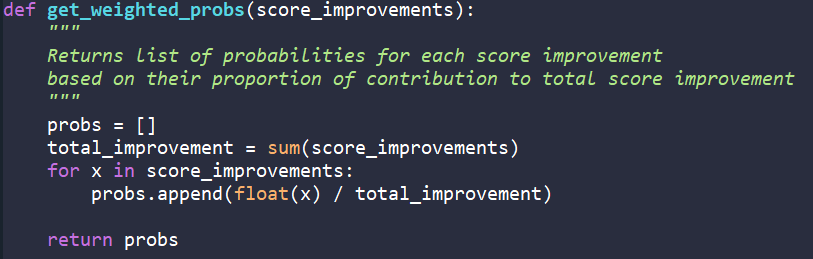 def get_weighted_probs(score_improvements):
    """
    Returns list of probabilities for each score improvement
    based on their proportion of contribution to total score improvement
    """
    probs = []
    total_improvement = sum(score_improvements)
    for x in score_improvements:
        probs.append(float(x) / total_improvement)

    return probs